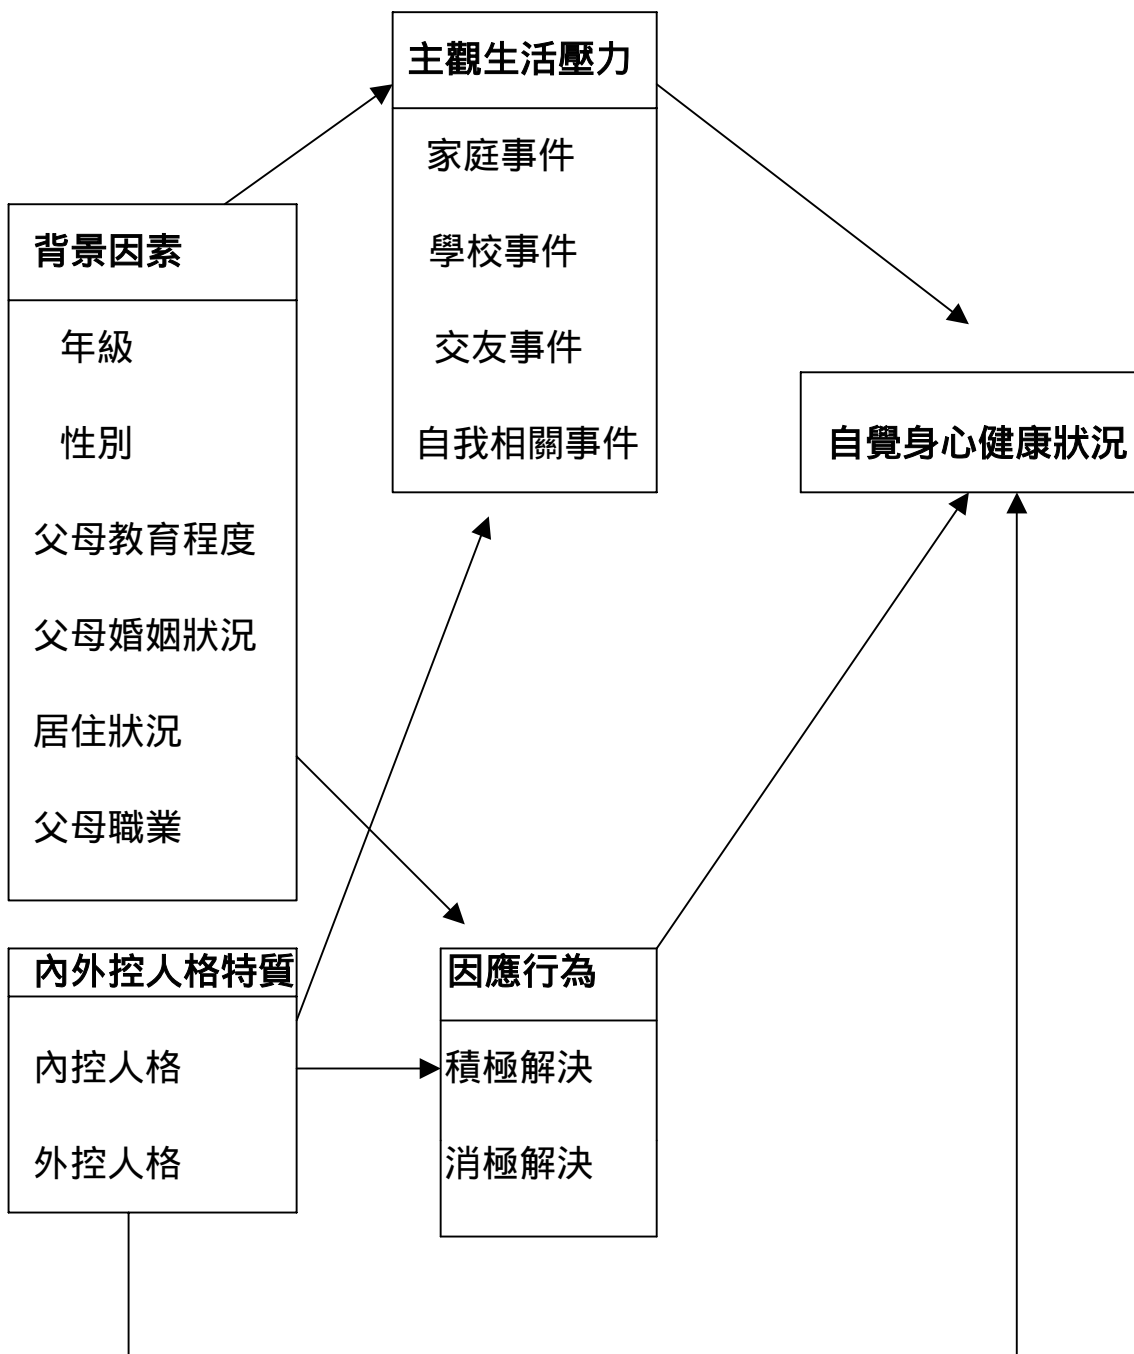 主觀生活壓力
家庭事件
學校事件
交友事件
自我相關事件
背景因素
年級
性別
父母教育程度
父母婚姻狀況
居住狀況
父母職業
自覺身心健康狀況
內外控人格特質
內控人格
外控人格
因應行為
積極解決
消極解決